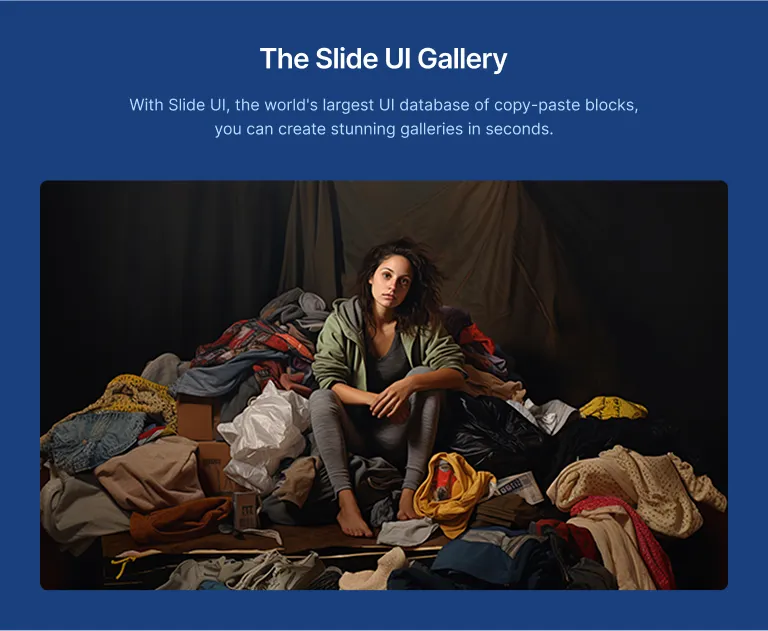 The Slide UI Gallery
With Slide UI, the world's largest UI database of copy-paste blocks,
you can create stunning galleries in seconds.